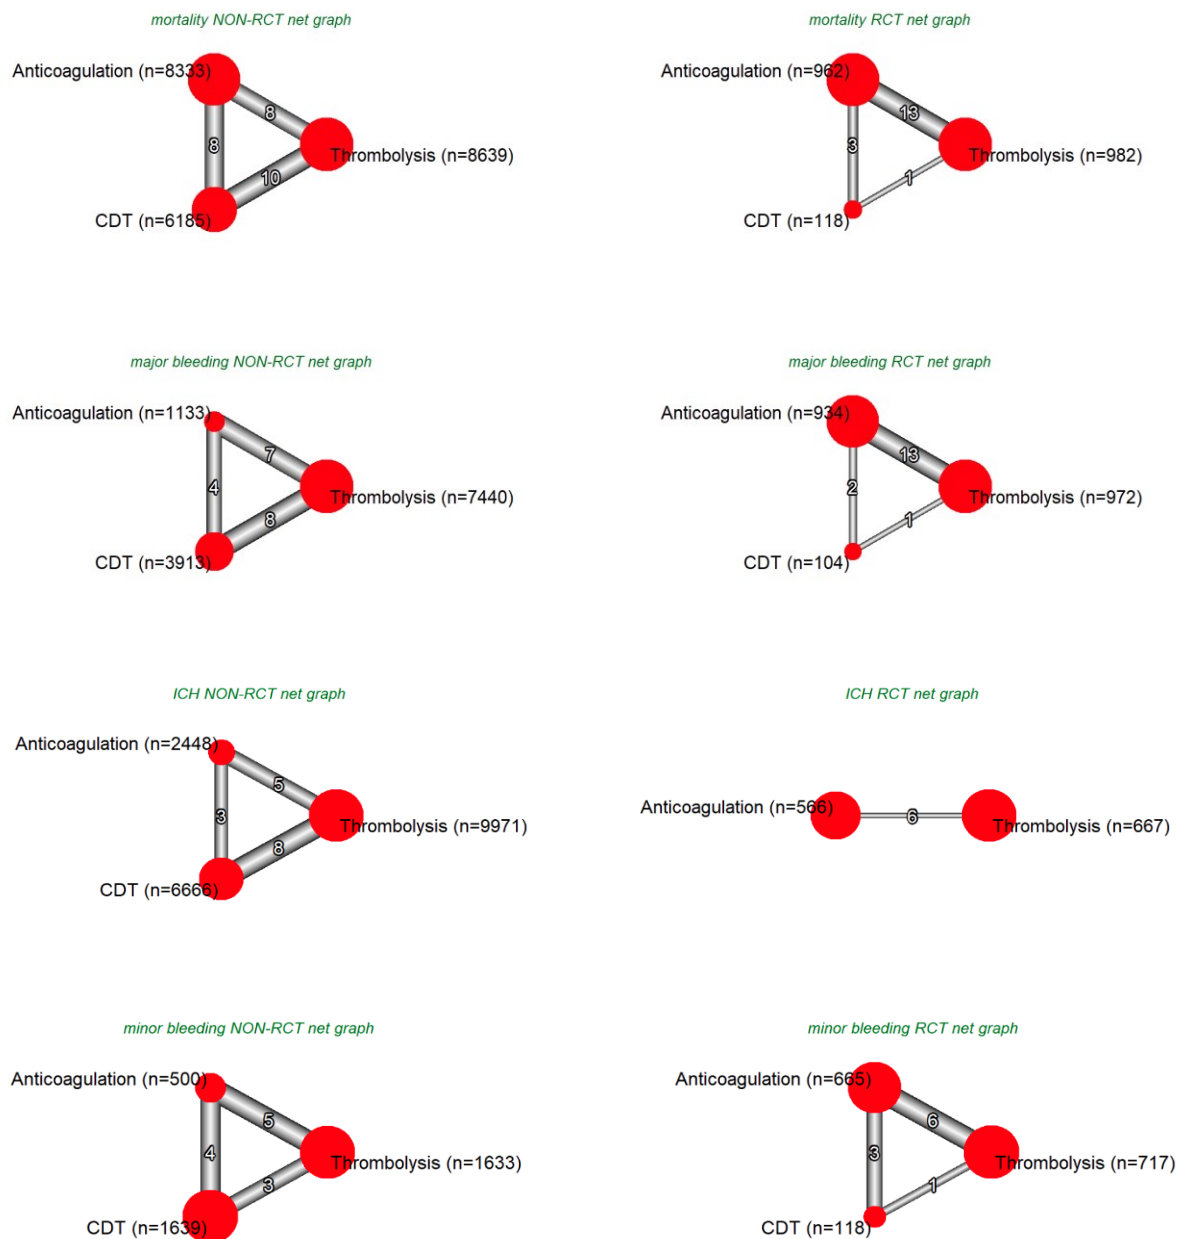 mortality NON-RCT net graph
Anticoagulation (n=8333)
8
8
Thrombolysis (n=8639)
10
CDT (n=6185)
mortality RCT net graph
Anticoagulation (n=962)
13
3
Thrombolysis (n=982)
1
CDT (n=118)
major bleeding NON-RCT net graph
Anticoagulation (n=1133)
7
4
Thrombolysis (n=7440)
8
CDT (n=3913)
major bleeding RCT net graph
Anticoagulation (n=934)
13
2
Thrombolysis (n=972)
1
CDT (n=104)
ICH NON-RCT net graph
Anticoagulation (n=2448)
5
3
Thrombolysis (n=9971)
8
CDT (n=6666)
ICH RCT net graph
Anticoagulation (n=566)
6
Thrombolysis (n=667)
minor bleeding NON-RCT net graph
Anticoagulation (n=500)
5
4
Thrombolysis (n=1633)
3
CDT (n=1639)
minor bleeding RCT net graph
Anticoagulation (n=665)
6
3
Thrombolysis (n=717)
1
CDT (n=118)